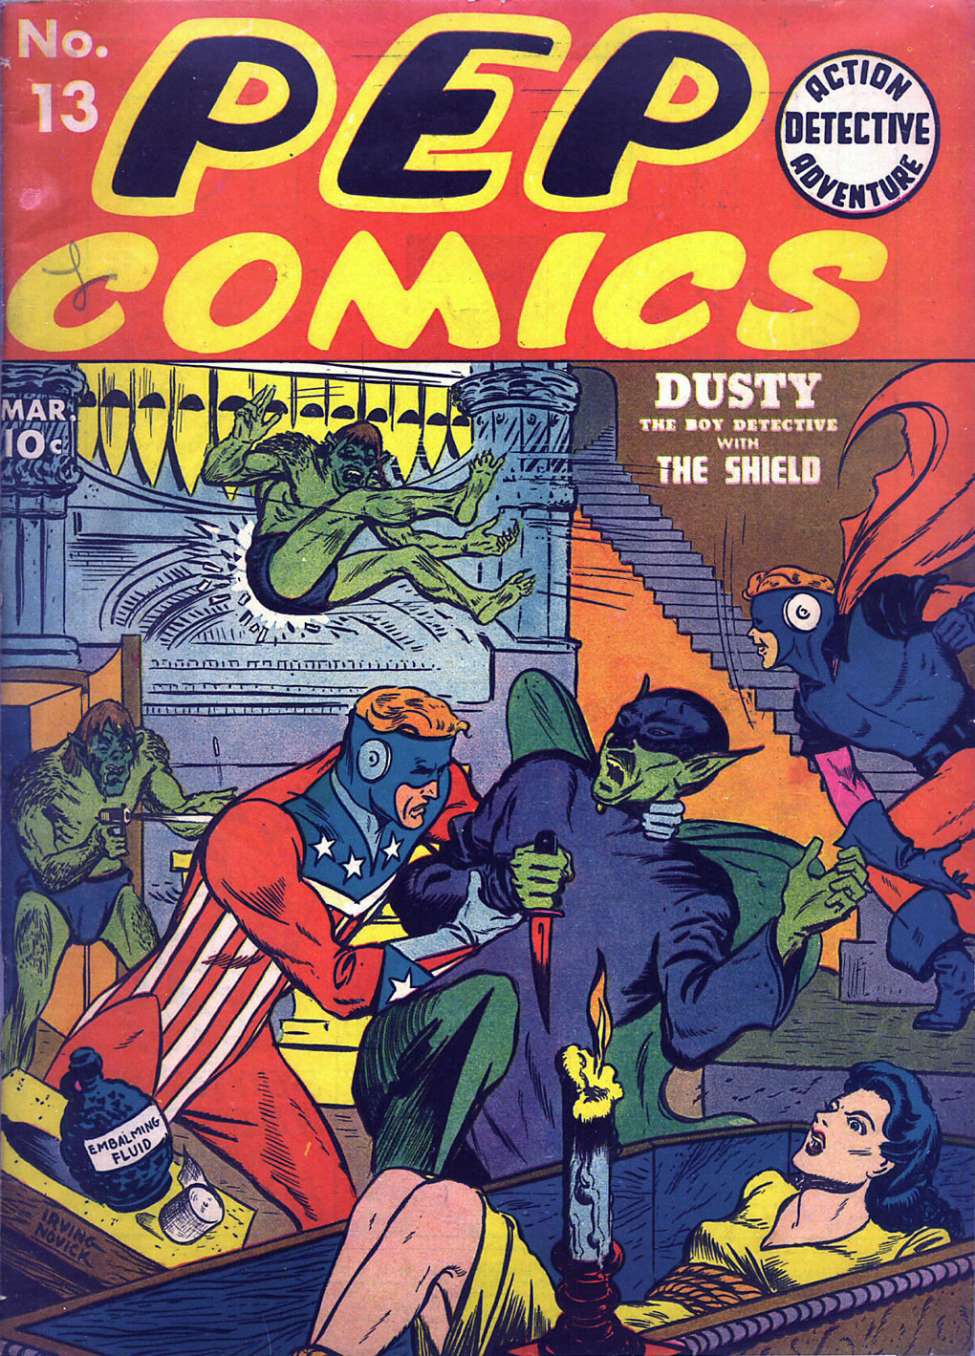 No.
13
PEP
COMICS
ACTION
DETECTIVE
ADVENTURE
MAR.
10¢
DUSTY
THE BOY DETECTIVE
WITH
THE SHIELD
EMBALMING
FLUID
IRVING
NOVICK